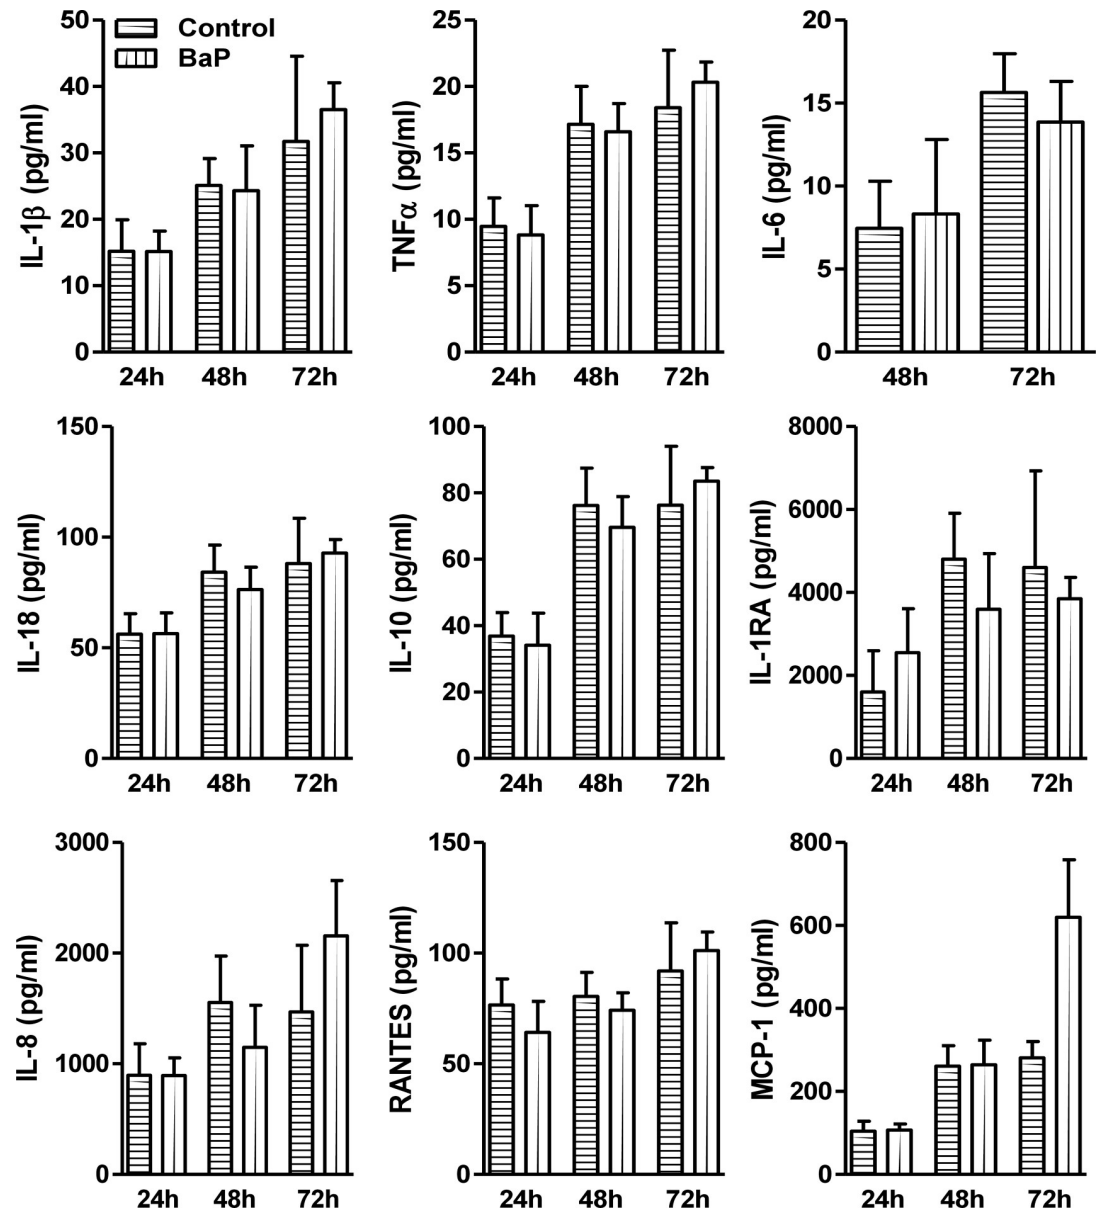 Control
BaP
IL-1β (pg/ml)
50
40
30
20
10
0
24h 48h 72h
TNFα (pg/ml)
25
20
15
10
5
0
24h 48h 72h
IL-6 (pg/ml)
20
15
10
5
0
48h 72h
IL-18 (pg/ml)
150
100
50
0
24h 48h 72h
IL-10 (pg/ml)
100
80
60
40
20
0
24h 48h 72h
IL-1RA (pg/ml)
8000
6000
4000
2000
0
24h 48h 72h
IL-8 (pg/ml)
3000
2000
1000
0
24h 48h 72h
RANTES (pg/ml)
150
100
50
0
24h 48h 72h
MCP-1 (pg/ml)
800
600
400
200
0
24h 48h 72h